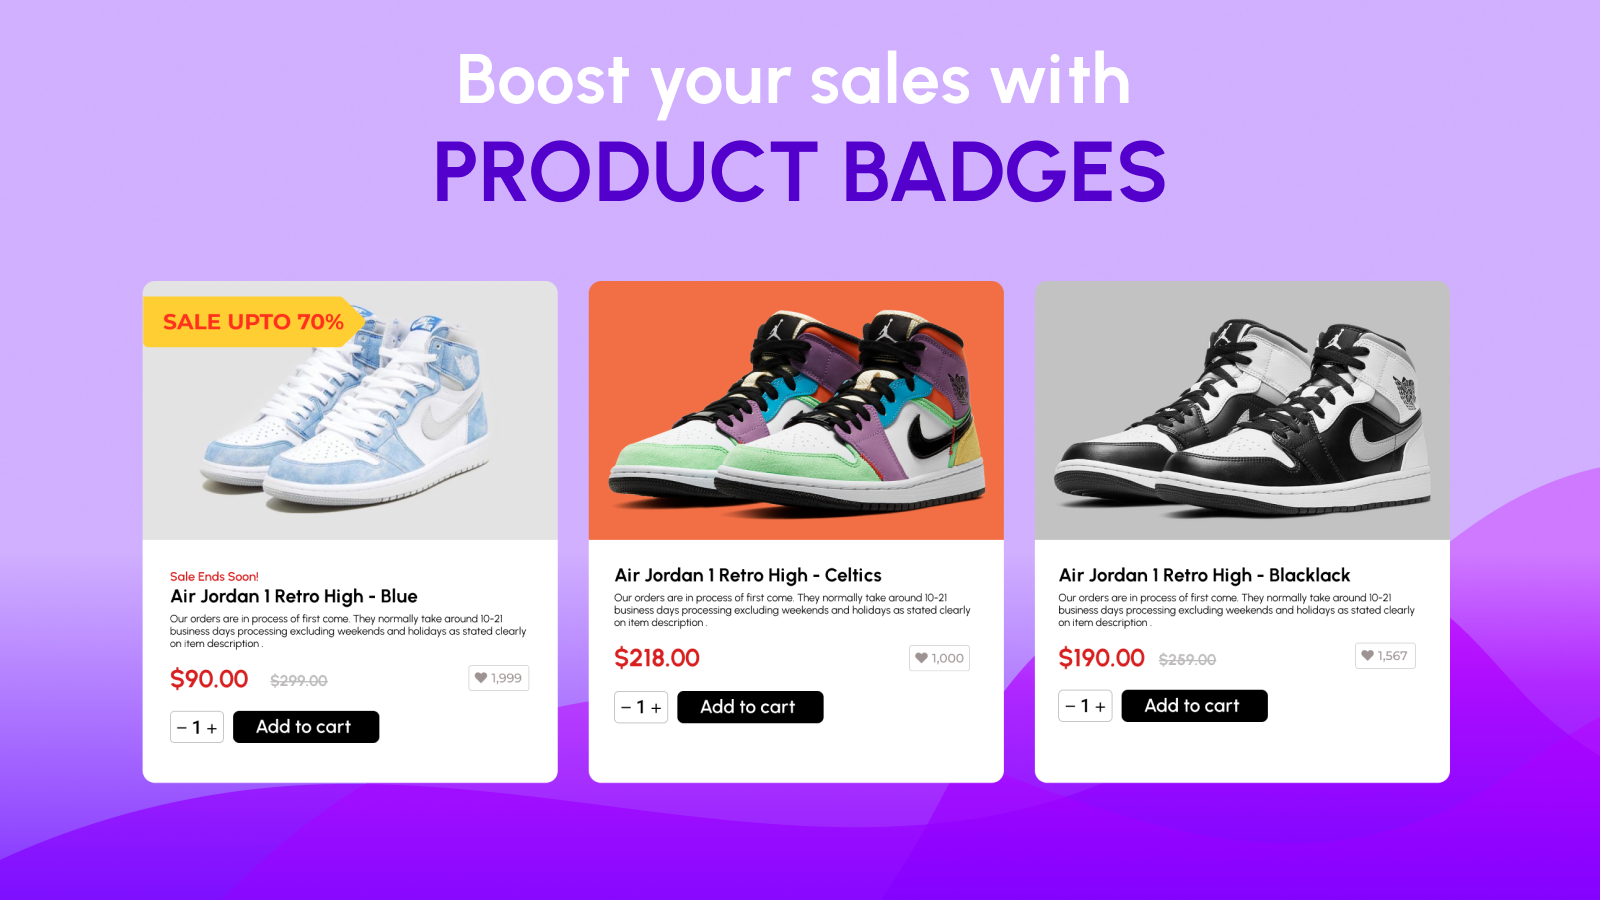 Boost your sales with
PRODUCT BADGES
SALE UPTO 70%
Sale Ends Soon!
Air Jordan 1 Retro High - Blue
Our orders are in process of first come. They normally take around 10-21
business days processing excluding weekends and holidays as stated clearly
on item description .
$90.00 $299.00 1,999
− 1 + Add to cart
Air Jordan 1 Retro High - Celtics
Our orders are in process of first come. They normally take around 10-21
business days processing excluding weekends and holidays as stated clearly
on item description .
$218.00 1,000
− 1 + Add to cart
Air Jordan 1 Retro High - Blacklack
Our orders are in process of first come. They normally take around 10-21
business days processing excluding weekends and holidays as stated clearly
on item description .
$190.00 $259.00 1,567
− 1 + Add to cart